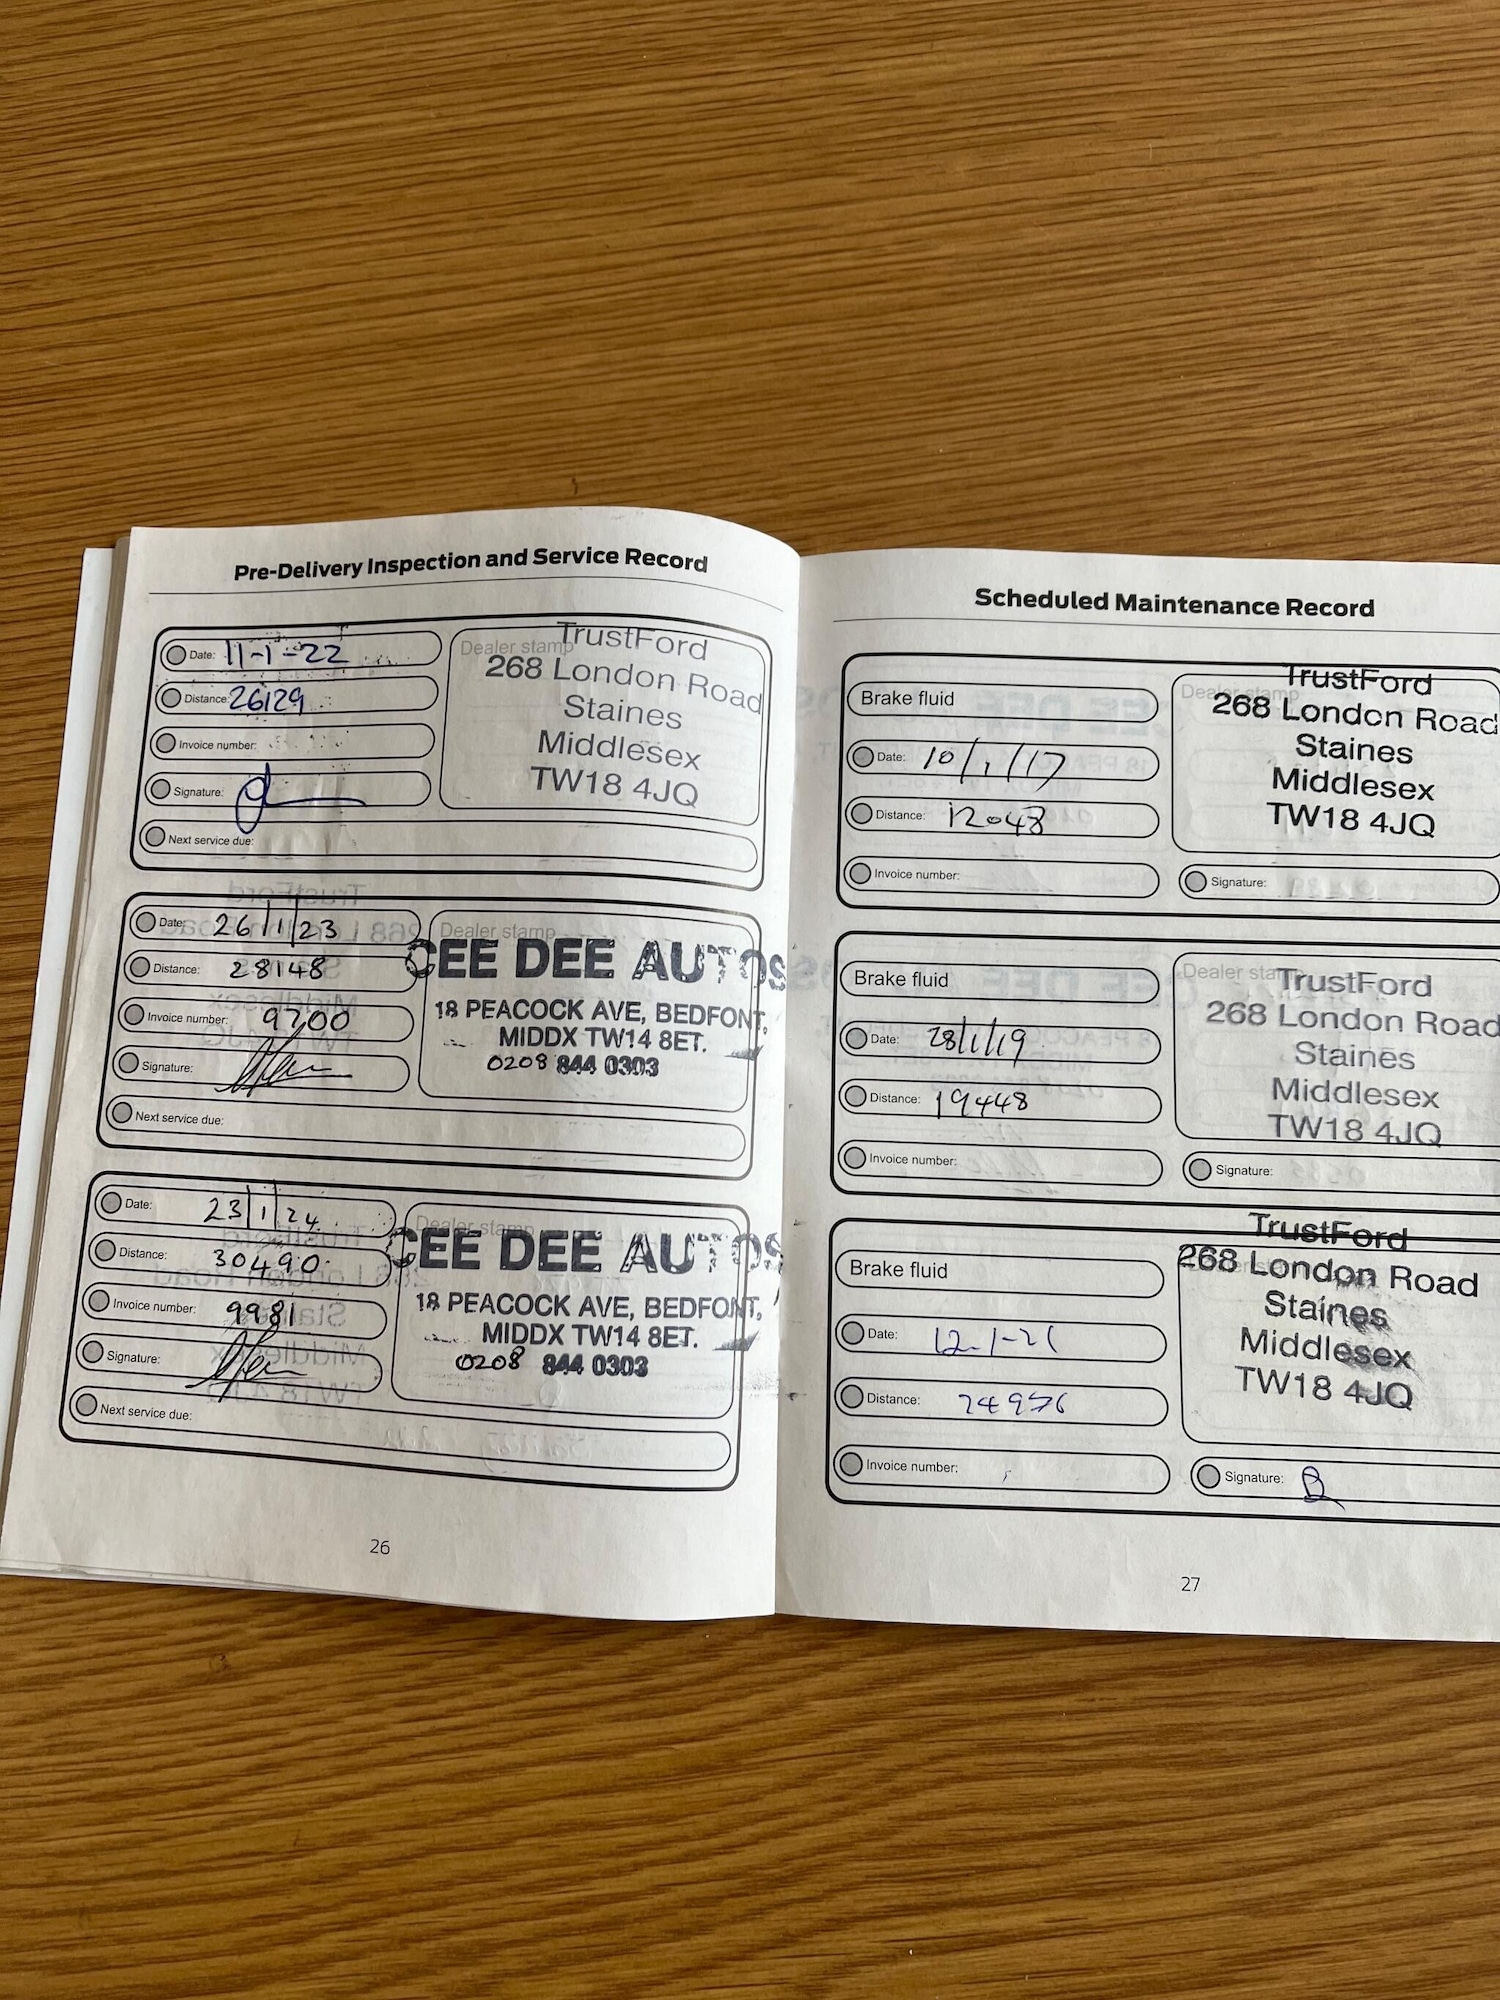 Pre-Delivery Inspection and Service Record
Date: 11-1-22
Distance: 26129
Invoice number:
Signature:
Next service due:
Dealer stamp
TrustFord
268 London Road
Staines
Middlesex
TW18 4JQ
Date: 26/1/23
Distance: 28148
Invoice number: 9700
Signature:
Next service due:
Dealer stamp
CEE DEE AUTOS
18 PEACOCK AVE, BEDFONT,
MIDDX TW14 8ET.
0208 844 0303
Date: 23/1/24
Distance: 30490
Invoice number: 9981
Signature:
Next service due:
Dealer stamp
CEE DEE AUTOS
18 PEACOCK AVE, BEDFONT,
MIDDX TW14 8ET.
0208 844 0303
26
Scheduled Maintenance Record
Brake fluid
Date: 10/1/17
Distance: 12048
Invoice number:
Dealer stamp
TrustFord
268 London Road
Staines
Middlesex
TW18 4JQ
Signature:
Brake fluid
Date: 28/1/19
Distance: 19448
Invoice number:
Dealer stamp
TrustFord
268 London Road
Staines
Middlesex
TW18 4JQ
Signature:
Brake fluid
Date: 12-1-21
Distance: 24976
Invoice number:
TrustFord
268 London Road
Staines
Middlesex
TW18 4JQ
Signature:
27